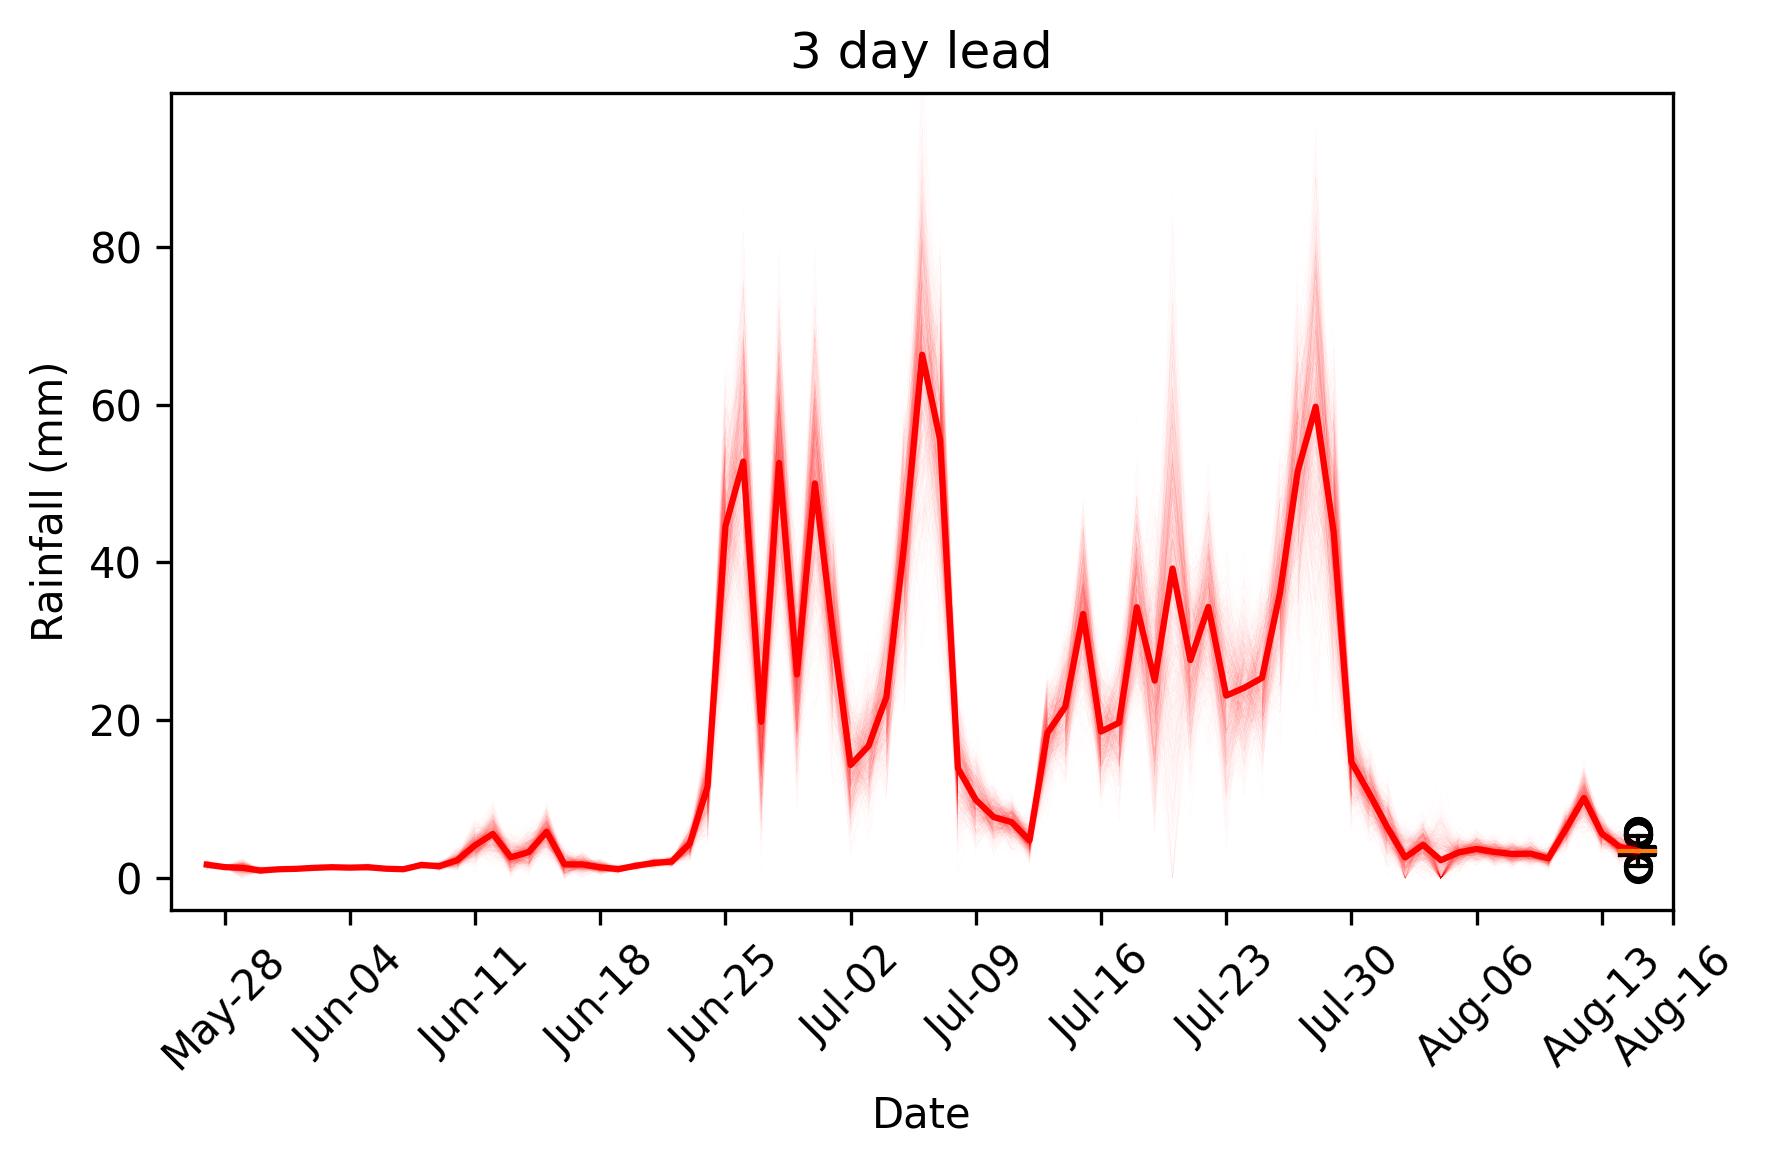 3 day lead
Rainfall (mm)
80
60
40
20
0
May-28
Jun-04
Jun-11
Jun-18
Jun-25
Jul-02
Jul-09
Jul-16
Jul-23
Jul-30
Aug-06
Aug-13
Aug-16
Date